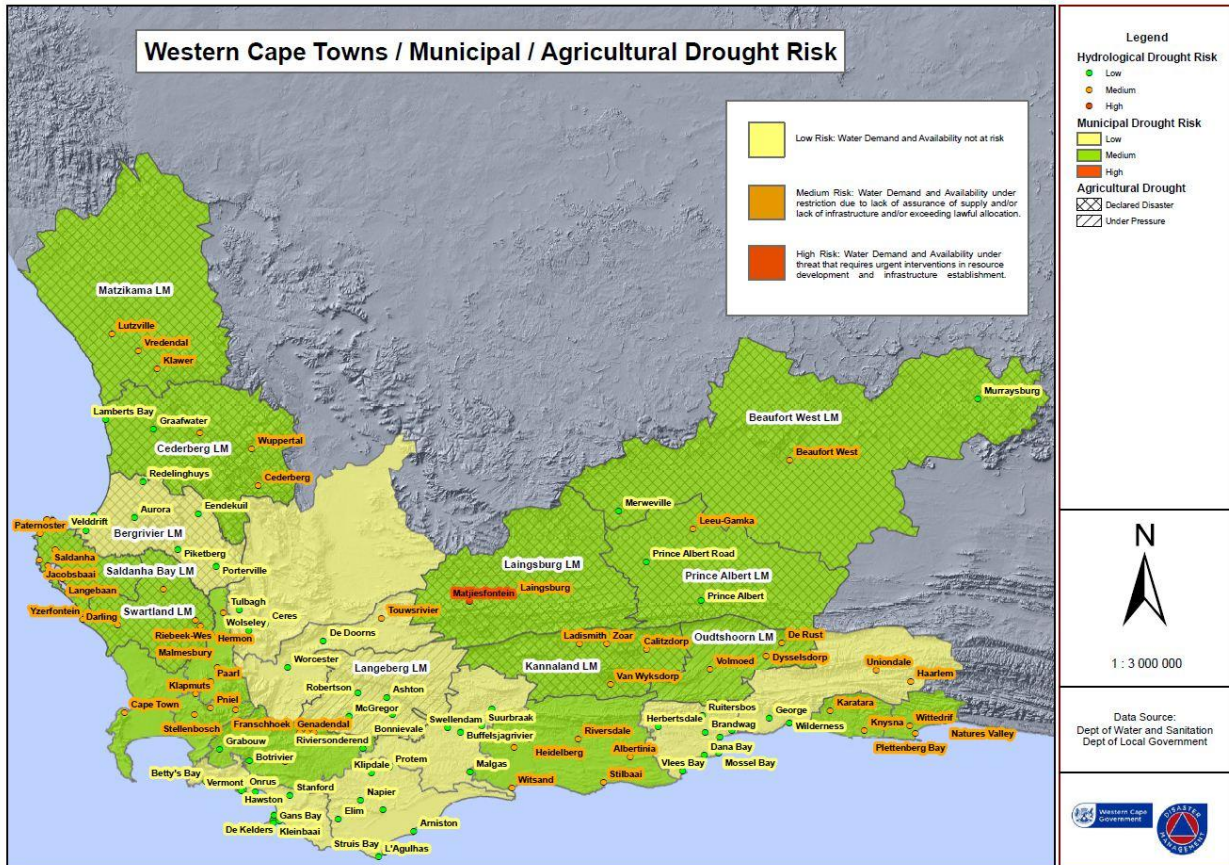 Western Cape Towns / Municipal / Agricultural Drought Risk
Low Risk: Water Demand and Availability not at risk
Medium Risk: Water Demand and Availability under
restriction due to lack of assurance of supply and/or
lack of infrastructure and/or exceeding lawful allocation.
High Risk: Water Demand and Availability under
threat that requires urgent interventions in resource
development and infrastructure establishment.
Matzikama LM
Lutzville
Vredendal
Klawer
Murraysburg
Lamberts Bay
Graafwater
Beaufort West LM
Cederberg LM
Wuppertal
Beaufort West
Cederberg
Redelinghuys
Merweville
Aurora
Eendekuil
Paternoster
Velddrift
Leeu-Gamka
Bergrivier LM
Piketberg
Prince Albert Road
Saldanha
Saldanha Bay LM
Porterville
Laingsburg LM
Jacobsbaai
Prince Albert LM
Langebaan
Matjiesfontein
Laingsburg
Prince Albert
Yzerfontein
Darling
Swartland LM
Tulbagh
Ceres
Touwsrivier
Wolseley
Riebeek-Wes
Hermon
De Doorns
Ladismith
Zoar
Calitzdorp
Oudtshoorn LM
De Rust
Malmesbury
Dysselsdorp
Worcester
Langeberg LM
Kannaland LM
Volmoed
Uniondale
Paarl
Van Wyksdorp
Haarlem
Klapmuts
Robertson
Ashton
Pniel
Cape Town
McGregor
Karatara
Wittedrif
Franschhoek
Genadendal
Swellendam
Suurbraak
Herbertsdale
Ruitersbos
George
Knysna
Stellenbosch
Riviersonderend
Bonnievale
Buffelsjagrivier
Riversdale
Brandwag
Wilderness
Natures Valley
Grabouw
Heidelberg
Albertinia
Dana Bay
Plettenberg Bay
Botrivier
Klipdale
Protem
Malgas
Vlees Bay
Mossel Bay
Betty's Bay
Vermont
Onrus
Stanford
Witsand
Stilbaai
Hawston
Napier
Gans Bay
Elim
De Kelders
Kleinbaai
Arniston
Struis Bay
L'Agulhas
Legend
Hydrological Drought Risk
Low
Medium
High
Municipal Drought Risk
Low
Medium
High
Agricultural Drought
Declared Disaster
Under Pressure
N
1 : 3 000 000
Data Source:
Dept of Water and Sanitation
Dept of Local Government
Western Cape
Government
DISASTER
MANAGEMENT